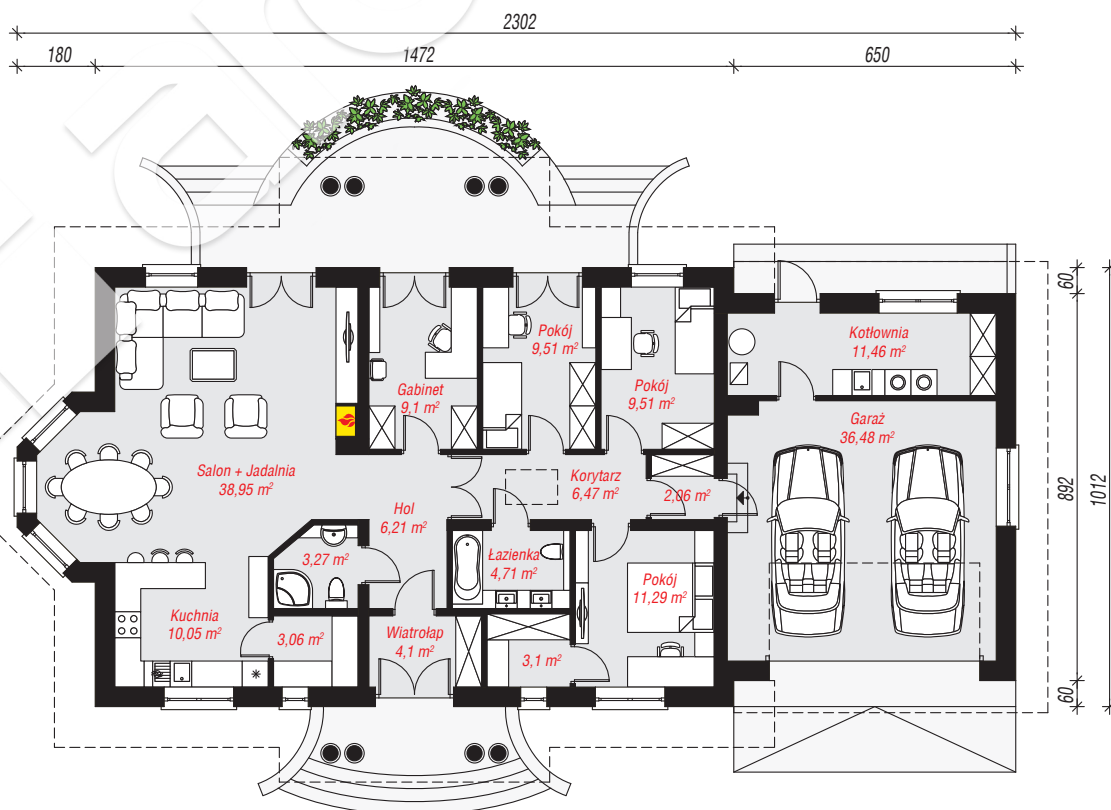 2302
180
1472
650
Pokój
9,51 m²
Kotłownia
11,46 m²
Gabinet
9,1 m²
Pokój
9,51 m²
Garaż
36,48 m²
Salon + Jadalnia
38,95 m²
Korytarz
6,47 m²
2,06 m²
Hol
6,21 m²
3,27 m²
Łazienka
4,71 m²
Pokój
11,29 m²
Kuchnia
10,05 m²
3,06 m²
Wiatrołap
4,1 m²
3,1 m²
60
892
1012
60